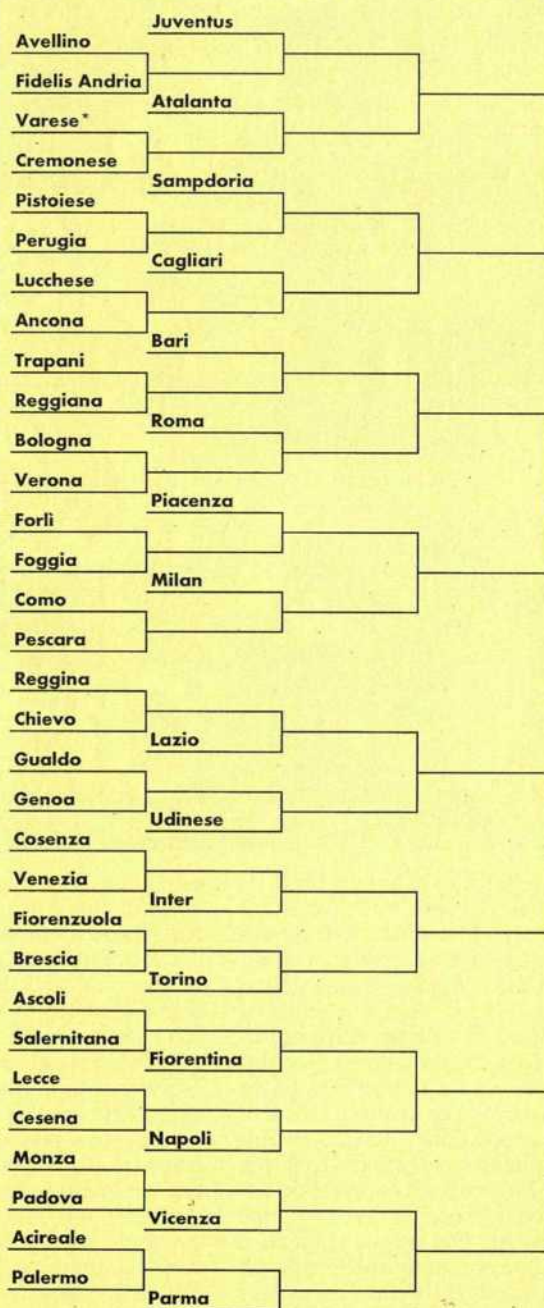 Juventus
Avellino
Fidelis Andria
Atalanta
Varese*
Cremonese
Sampdoria
Pistoiese
Perugia
Cagliari
Lucchese
Ancona
Bari
Trapani
Reggiana
Roma
Bologna
Verona
Piacenza
Forlì
Foggia
Milan
Como
Pescara
Reggina
Chievo
Lazio
Gualdo
Genoa
Udinese
Cosenza
Venezia
Inter
Fiorenzuola
Brescia
Torino
Ascoli
Salernitana
Fiorentina
Lecce
Cesena
Napoli
Monza
Padova
Vicenza
Acireale
Palermo
Parma